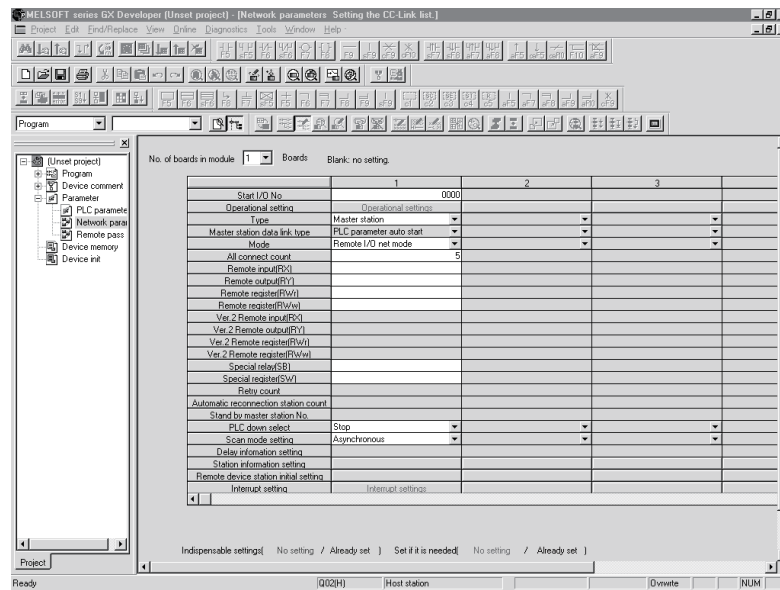 MELSOFT series GX Developer (Unset project) - [Network parameters Setting the CC-Link list.]
Project Edit Find/Replace View Online Diagnostics Tools Window Help
Program
No. of boards in module 1 Boards Blank: no setting.
(Unset project)
Program
Device comment
Parameter
PLC paramete
Network parar
Remote pass
Device memory
Device init
1 2 3
Start I/O No 0000
Operational setting Operational settings
Type Master station
Master station data link type PLC parameter auto start
Mode Remote I/O net mode
All connect count 5
Remote input(RX)
Remote output(RY)
Remote register(RWr)
Remote register(RWw)
Ver.2 Remote input(RX)
Ver.2 Remote output(RY)
Ver.2 Remote register(RWr)
Ver.2 Remote register(RWw)
Special relay(SB)
Special register(SW)
Retry count
Automatic reconnection station count
Stand by master station No.
PLC down select Stop
Scan mode setting Asynchronous
Delay infomation setting
Station information setting
Remote device station initial setting
Interrupt setting Interrupt settings
Indispensable settings( No setting / Already set ) Set if it is needed( No setting / Already set )
Project
Ready Q02(H) Host station Ovrwrte NUM